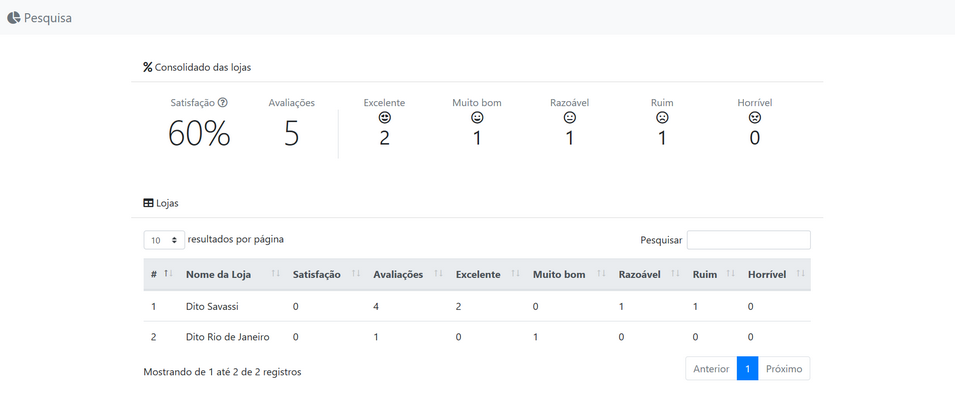 Pesquisa
% Consolidado das lojas
Satisfação Avaliações Excelente Muito bom Razoável Ruim Horrível
60% 5 2 1 1 1 0
Lojas
10 resultados por página Pesquisar
# Nome da Loja Satisfação Avaliações Excelente Muito bom Razoável Ruim Horrível
1 Dito Savassi 0 4 2 0 1 1 0
2 Dito Rio de Janeiro 0 1 0 1 0 0 0
Mostrando de 1 até 2 de 2 registros Anterior 1 Próximo